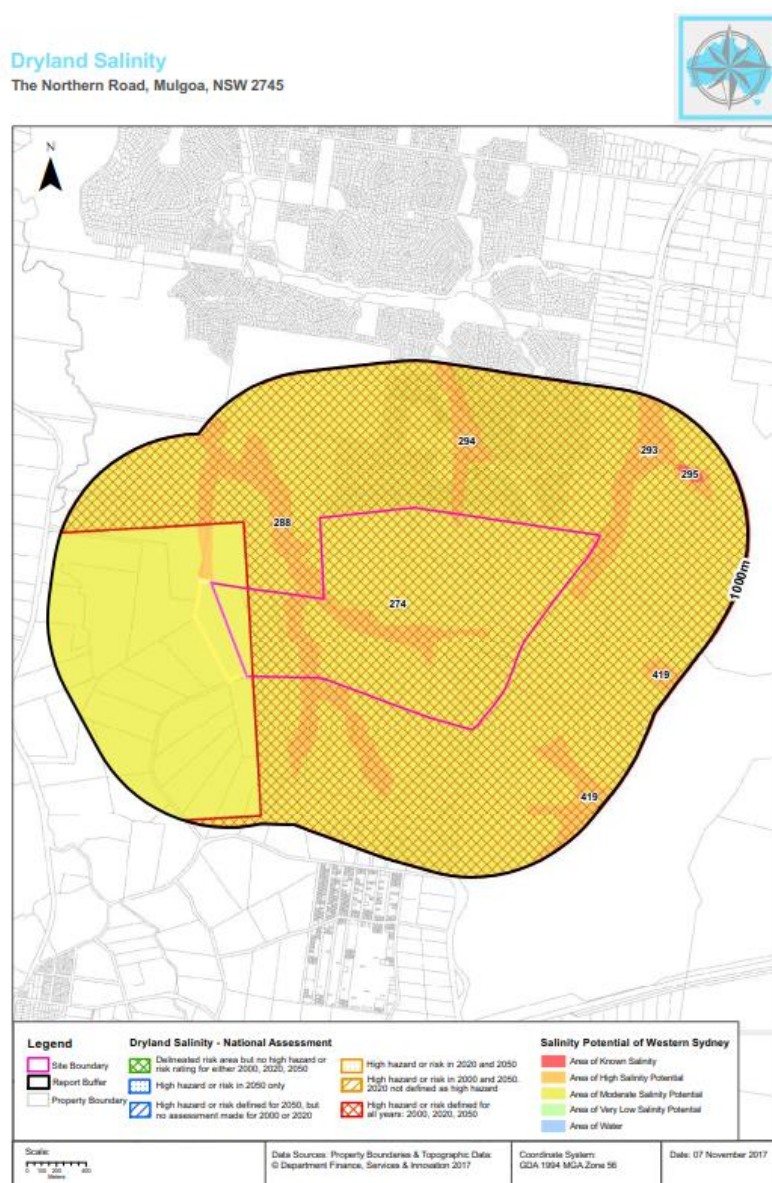 Dryland Salinity
The Northern Road, Mulgoa, NSW 2745
N
294
293
295
288
1000m
274
419
419
Legend
Site Boundary
Report Buffer
Property Boundary
Dryland Salinity - National Assessment
Delineated risk area but no high hazard or
risk rating for either 2000, 2020, 2050
High hazard or risk in 2050 only
High hazard or risk defined for 2050, but
no assessment made for 2000 or 2020
High hazard or risk in 2020 and 2050
High hazard or risk in 2000 and 2050.
2020 not defined as high hazard
High hazard or risk defined for
all years: 2000, 2020, 2050
Salinity Potential of Western Sydney
Area of Known Salinity
Area of High Salinity Potential
Area of Moderate Salinity Potential
Area of Very Low Salinity Potential
Area of Water
Scale:
0 100 200 400
Meters
Data Sources: Property Boundaries & Topographic Data:
© Department Finance, Services & Innovation 2017
Coordinate System:
GDA 1994 MGA Zone 56
Date: 07 November 2017